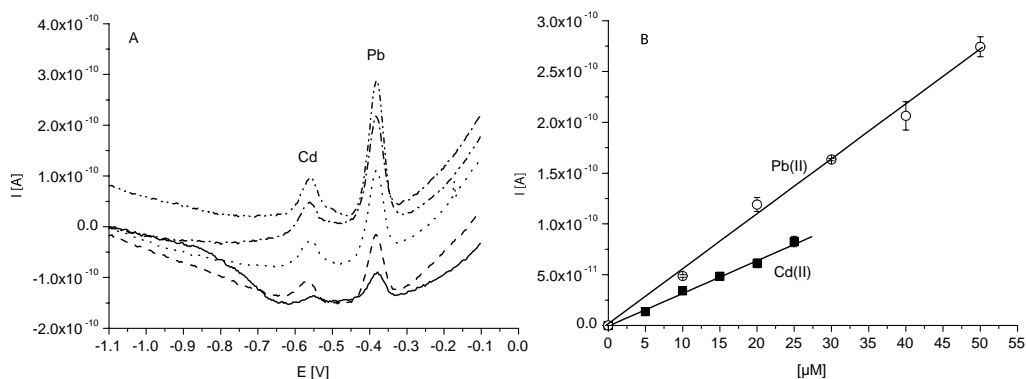 A
4.0x10⁻¹⁰
3.0x10⁻¹⁰
2.0x10⁻¹⁰
1.0x10⁻¹⁰
0.0
-1.0x10⁻¹⁰
-2.0x10⁻¹⁰
I [A]
Cd
Pb
-1.1 -1.0 -0.9 -0.8 -0.7 -0.6 -0.5 -0.4 -0.3 -0.2 -0.1 0.0
E [V]
B
3.0x10⁻¹⁰
2.5x10⁻¹⁰
2.0x10⁻¹⁰
1.5x10⁻¹⁰
1.0x10⁻¹⁰
5.0x10⁻¹¹
0.0
I [A]
Pb(II)
Cd(II)
0 5 10 15 20 25 30 35 40 45 50 55
[µM]